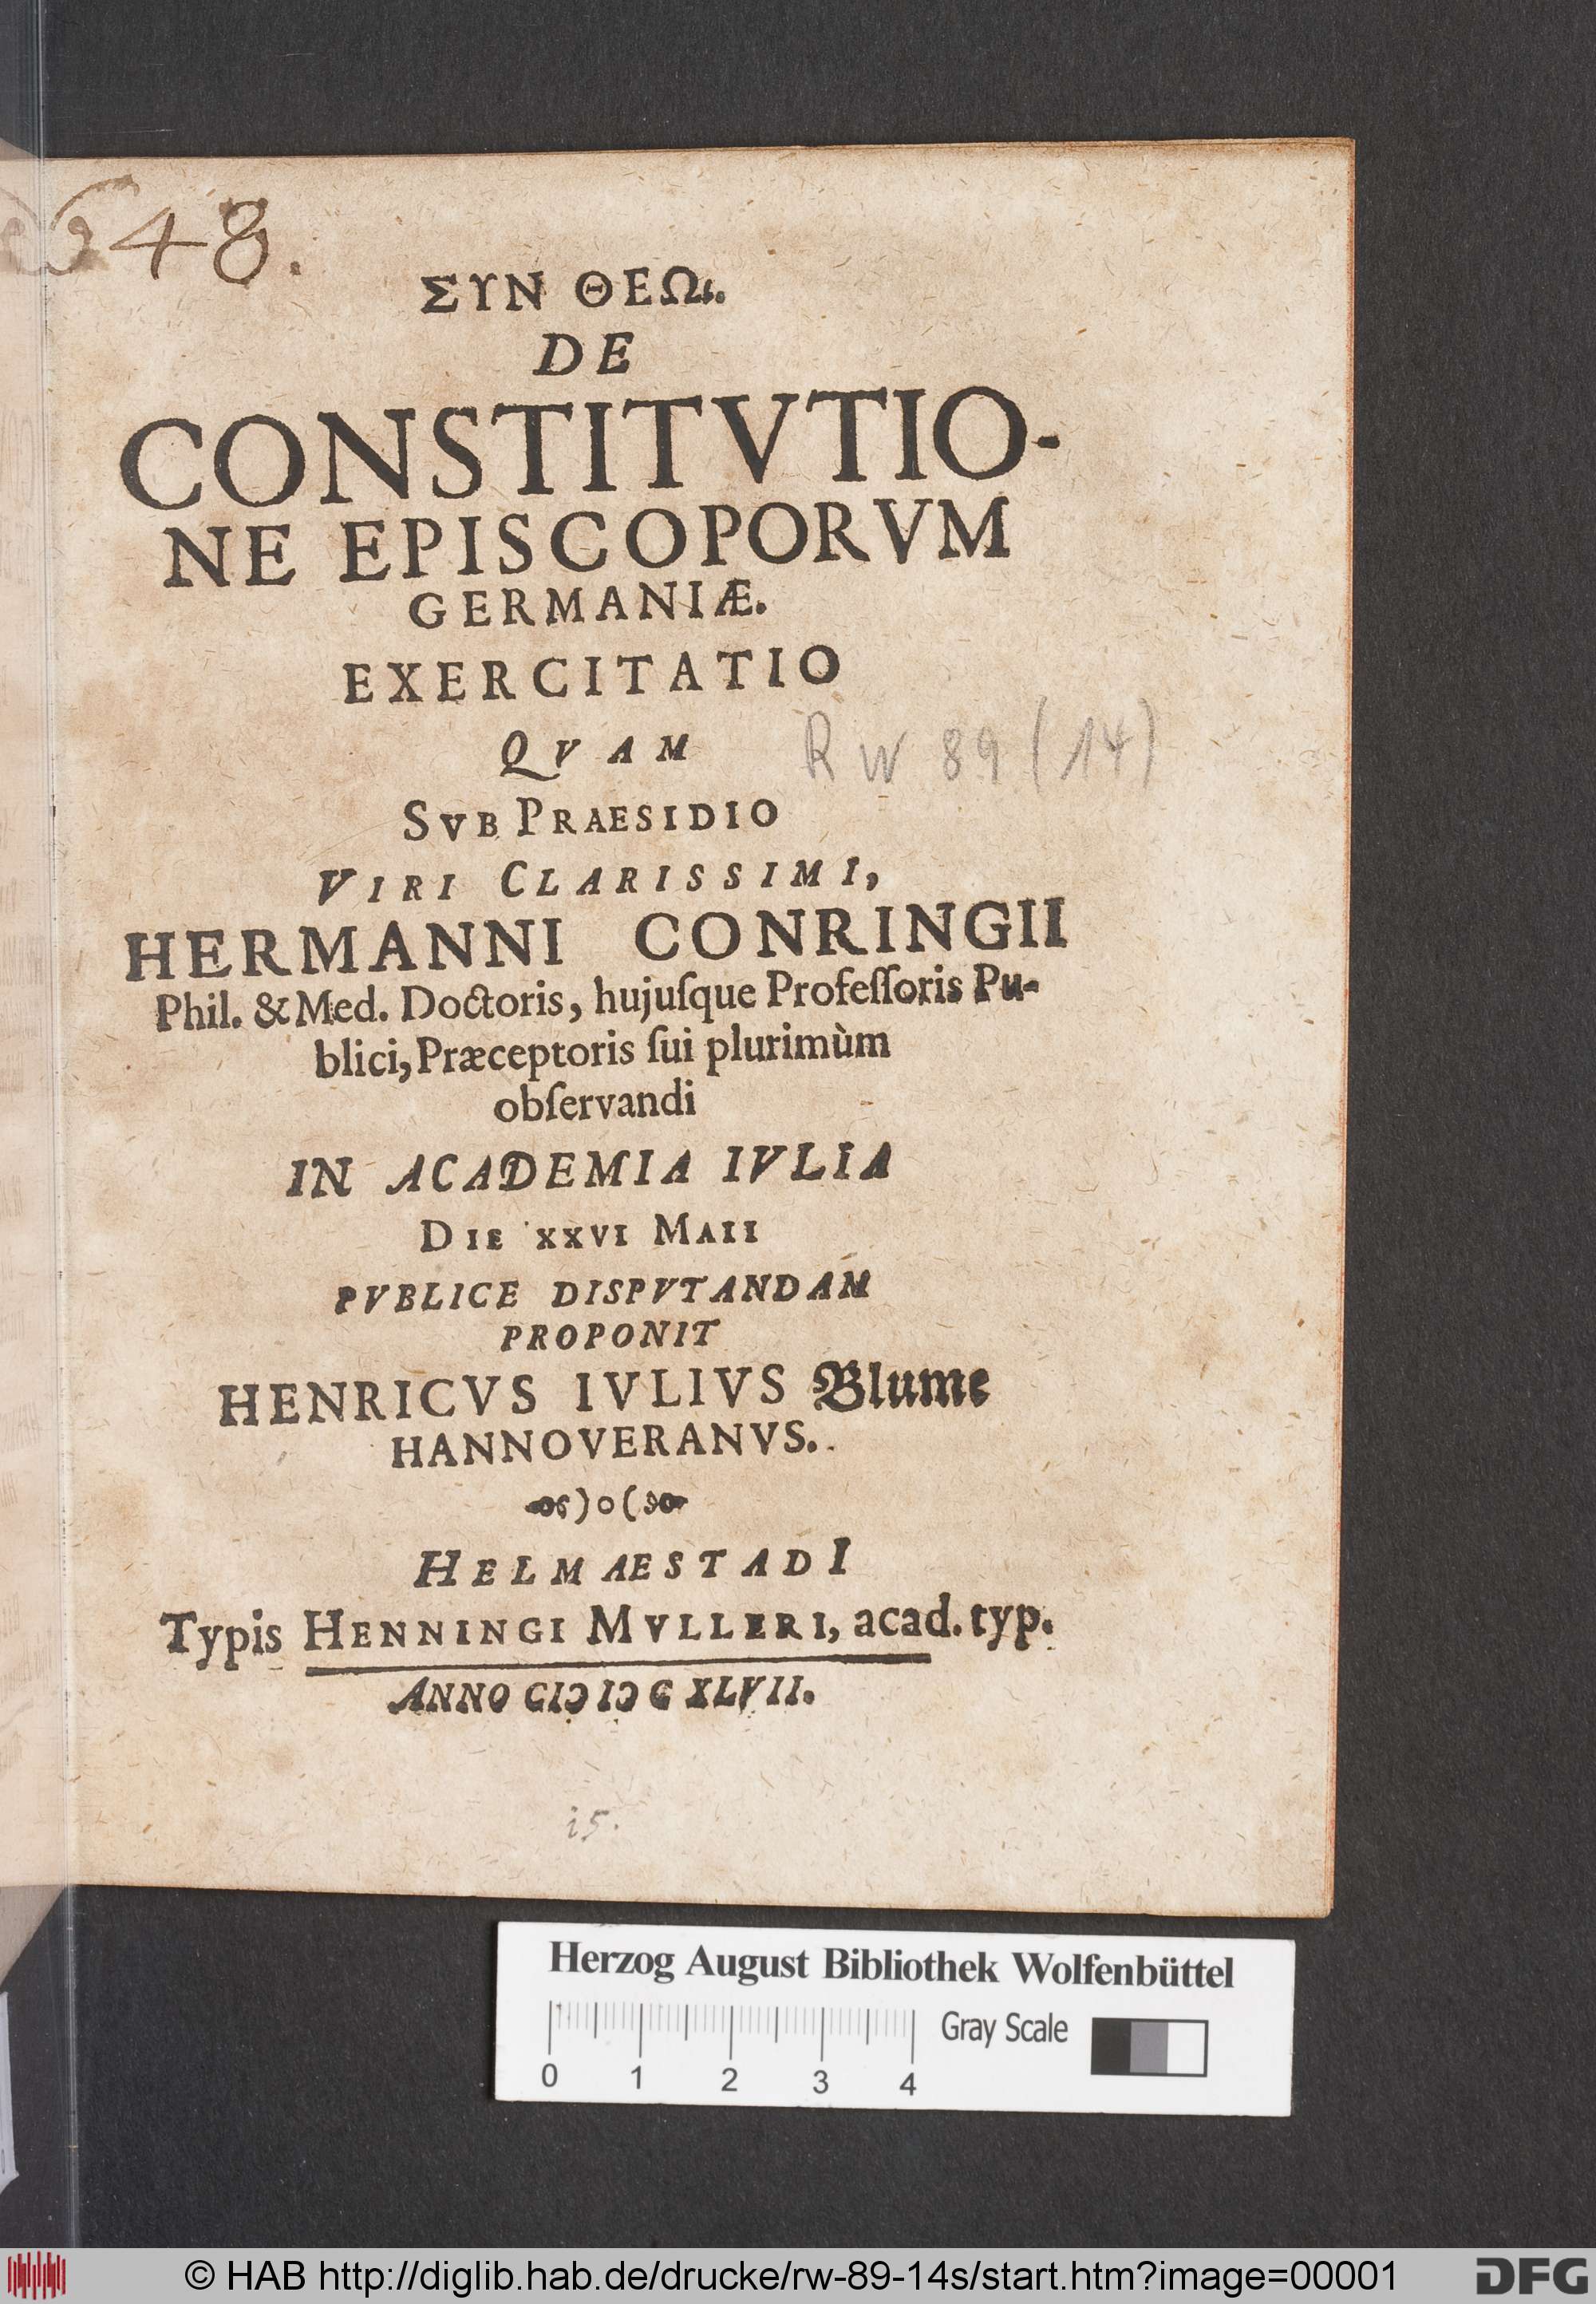 48.
ΣΥΝ ΘΕΩι.
DE
CONSTITVTIO-
NE EPISCOPORVM
GERMANIÆ.
EXERCITATIO
QVAM
RW 89 (14)
SVB PRAESIDIO
VIRI CLARISSIMI,
HERMANNI CONRINGII
Phil. & Med. Doctoris, hujuſque Profeſſoris Pu-
blici, Præceptoris ſui plurimùm
obſervandi
IN ACADEMIA IVLIA
DIE XXVI MAII
PVBLICE DISPVTANDAM
PROPONIT
HENRICVS IVLIVS Blume
HANNOVERANVS.
)o(
HELMAESTADI
Typis HENNINGI MVLLERI, acad. typ.
ANNO CIƆ IƆ C XLVII.
i5.
Herzog August Bibliothek Wolfenbüttel
Gray Scale
0 1 2 3 4
© HAB http://diglib.hab.de/drucke/rw-89-14s/start.htm?image=00001
DFG